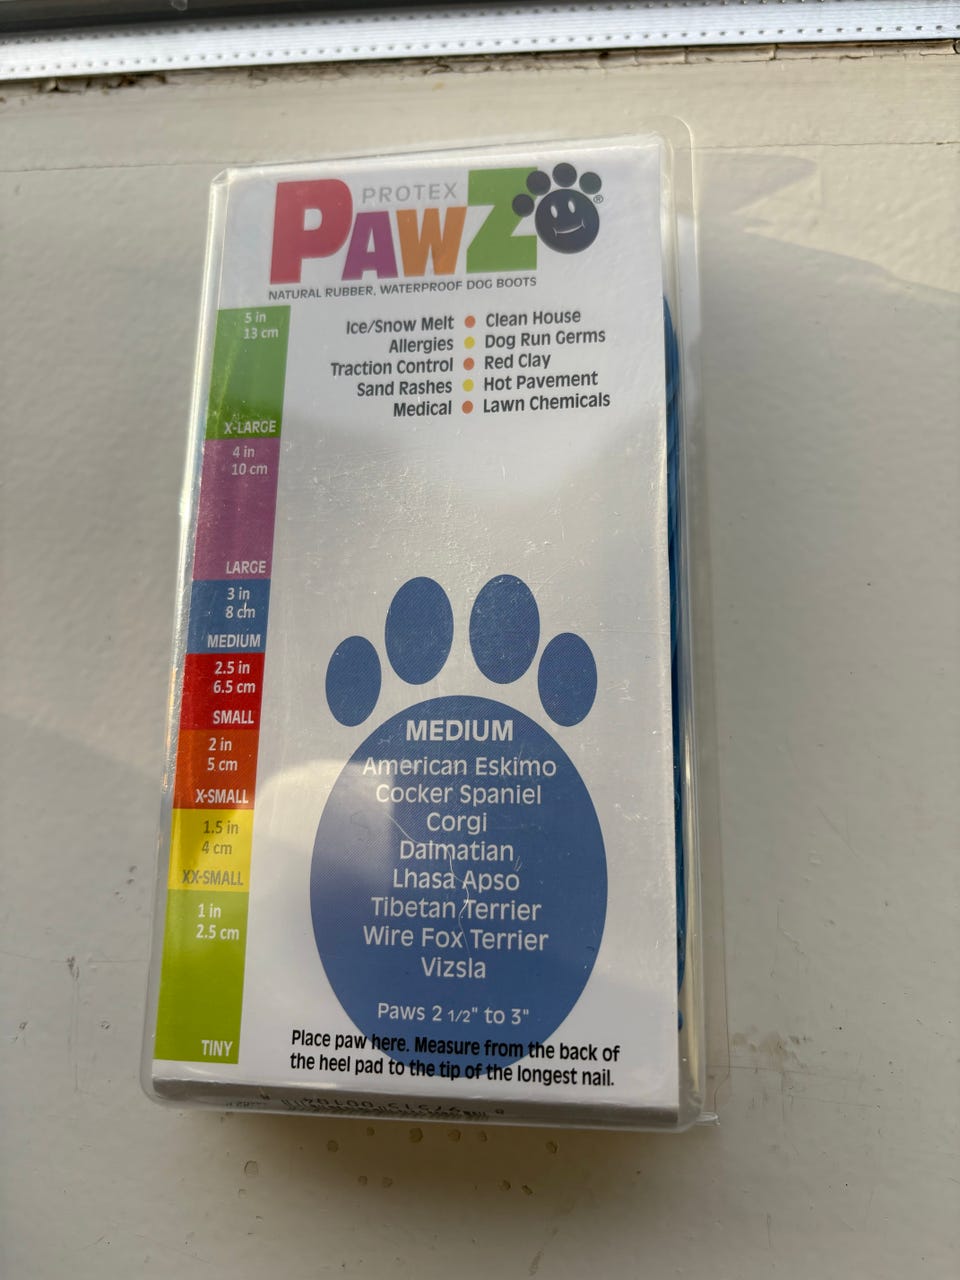 PROTEX
PAWZ®
NATURAL RUBBER, WATERPROOF DOG BOOTS
Ice/Snow Melt • Clean House
Allergies • Dog Run Germs
Traction Control • Red Clay
Sand Rashes • Hot Pavement
Medical • Lawn Chemicals
5 in
13 cm
X-LARGE
4 in
10 cm
LARGE
3 in
8 cm
MEDIUM
2.5 in
6.5 cm
SMALL
2 in
5 cm
X-SMALL
1.5 in
4 cm
XX-SMALL
1 in
2.5 cm
TINY
MEDIUM
American Eskimo
Cocker Spaniel
Corgi
Dalmatian
Lhasa Apso
Tibetan Terrier
Wire Fox Terrier
Vizsla
Paws 2 1/2" to 3"
Place paw here. Measure from the back of
the heel pad to the tip of the longest nail.